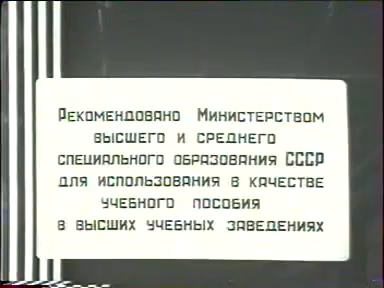 Рекомендовано Министерством
высшего и среднего
специального образования СССР
для использования в качестве
учебного пособия
в высших учебных заведениях